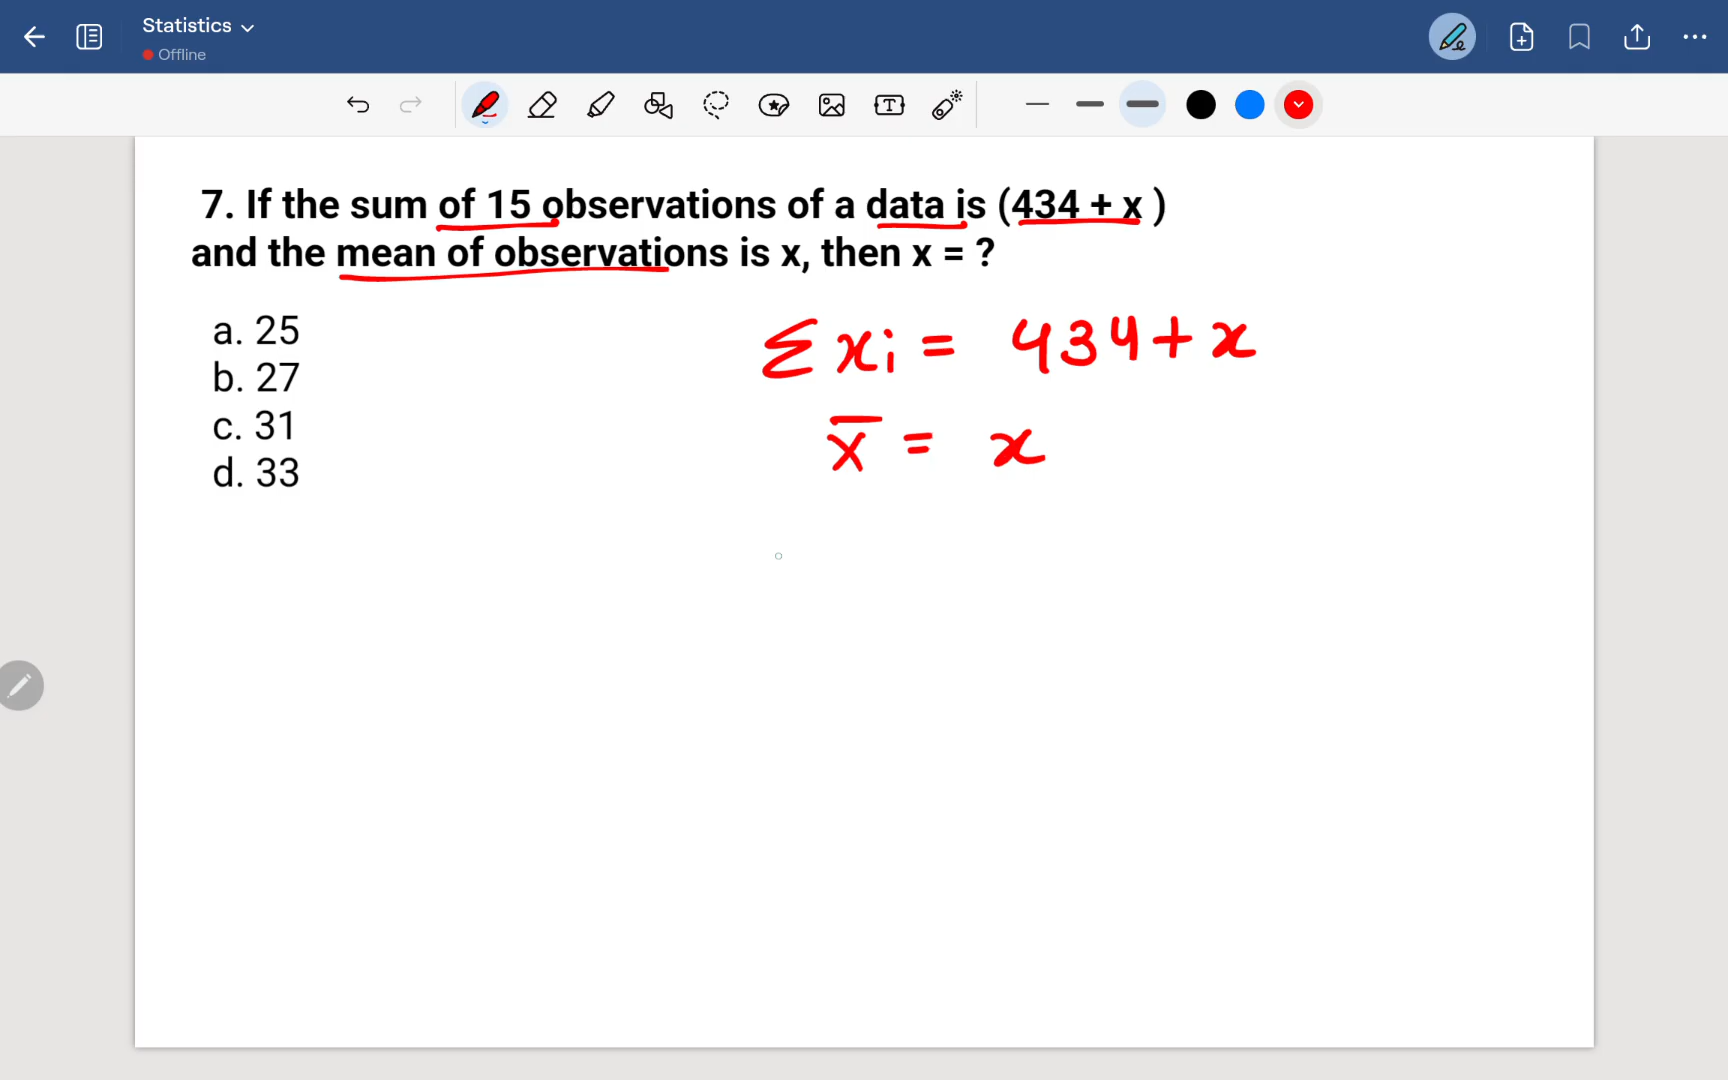 Statistics
Offline
7. If the sum of 15 observations of a data is (434 + x )
and the mean of observations is x, then x = ?
a. 25
b. 27
c. 31
d. 33
Σ xi = 434 + x
x̅ = x